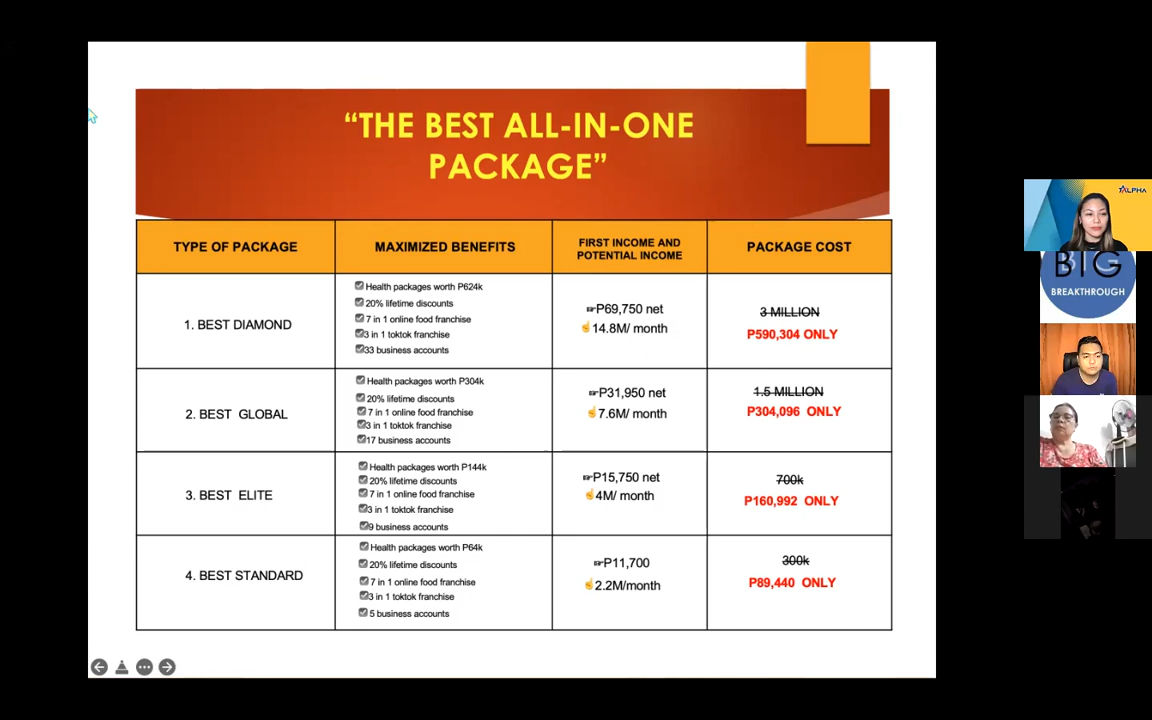 “THE BEST ALL-IN-ONE
PACKAGE”
TYPE OF PACKAGE
MAXIMIZED BENEFITS
FIRST INCOME AND
POTENTIAL INCOME
PACKAGE COST
1. BEST DIAMOND
Health packages worth P624k
20% lifetime discounts
7 in 1 online food franchise
3 in 1 toktok franchise
33 business accounts
P69,750 net
14.8M/ month
3 MILLION
P590,304 ONLY
2. BEST GLOBAL
Health packages worth P304k
20% lifetime discounts
7 in 1 online food franchise
3 in 1 toktok franchise
17 business accounts
P31,950 net
7.6M/ month
1.5 MILLION
P304,096 ONLY
3. BEST ELITE
Health packages worth P144k
20% lifetime discounts
7 in 1 online food franchise
3 in 1 toktok franchise
9 business accounts
P15,750 net
4M/ month
700k
P160,992 ONLY
4. BEST STANDARD
Health packages worth P64k
20% lifetime discounts
7 in 1 online food franchise
3 in 1 toktok franchise
5 business accounts
P11,700
2.2M/month
300k
P89,440 ONLY
ALPHA
BTG
BREAKTHROUGH